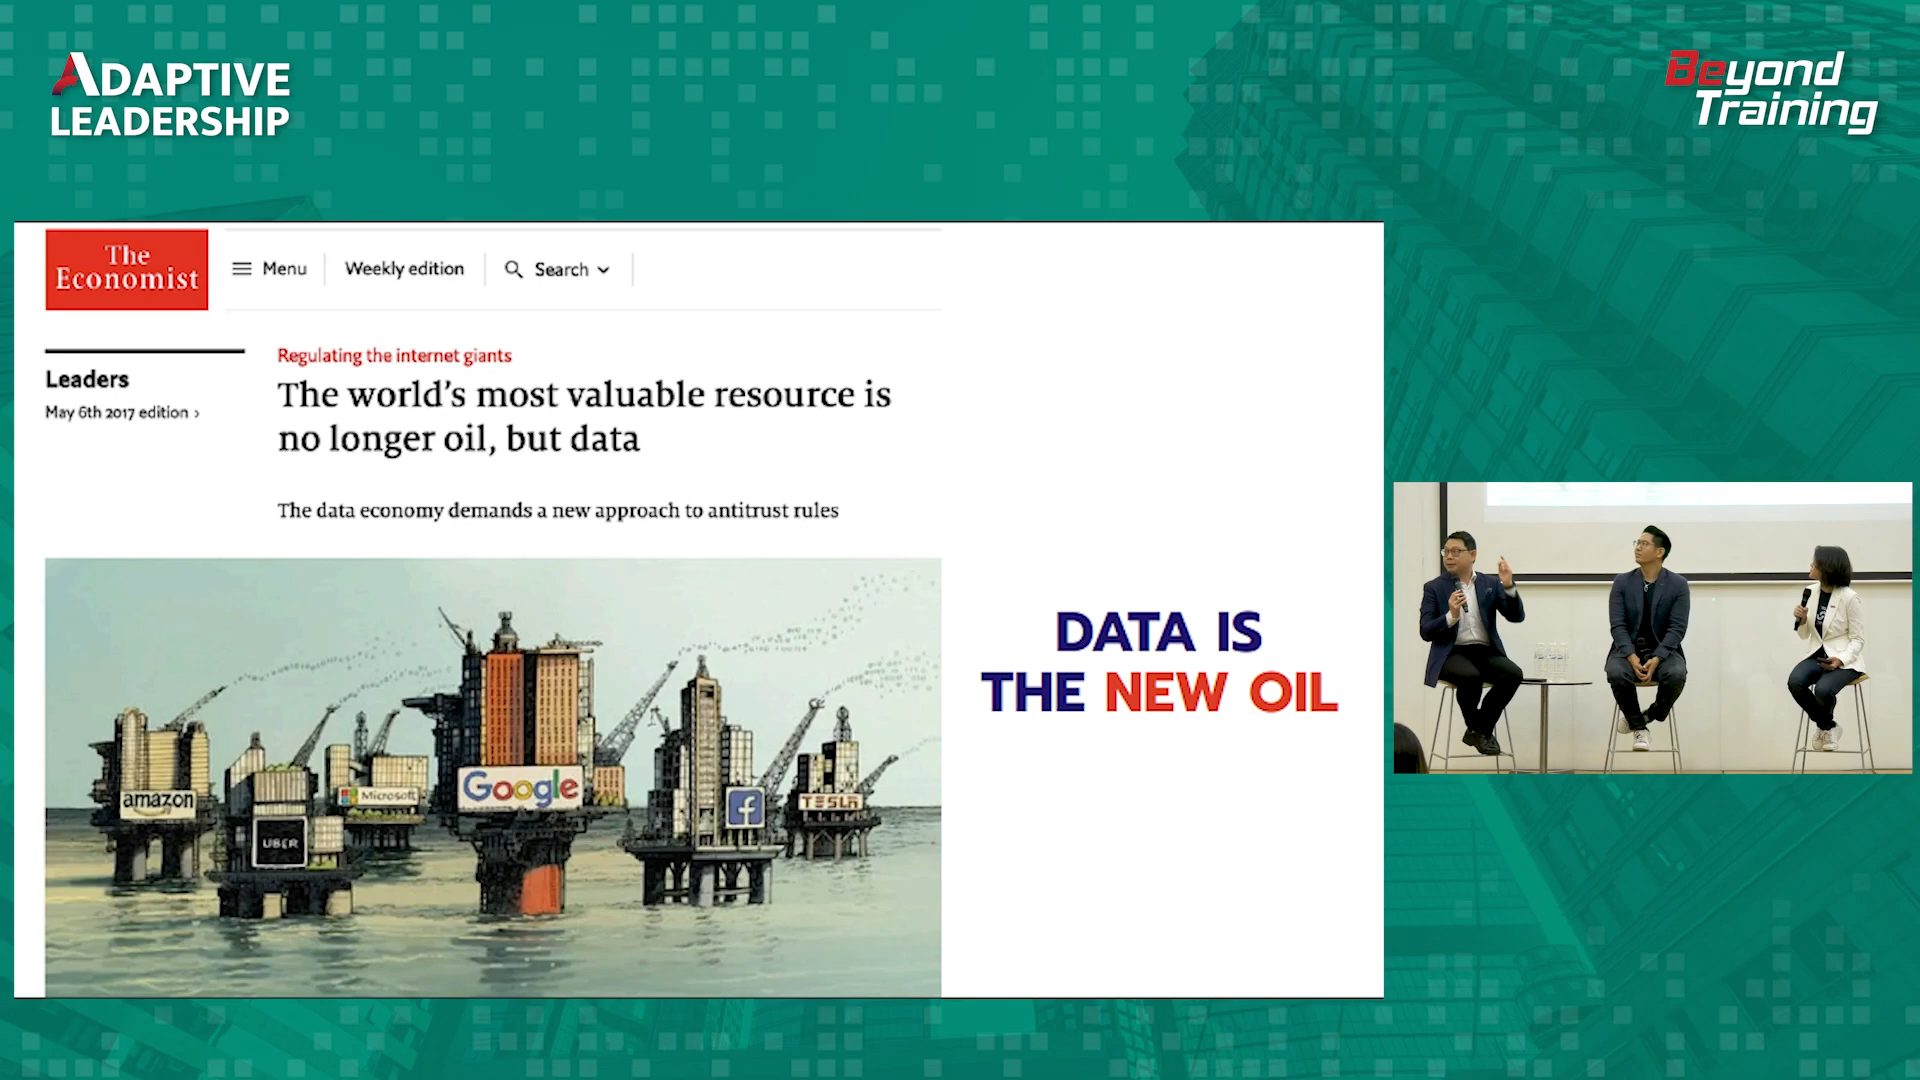 ADAPTIVE
LEADERSHIP
Beyond
Training
The
Economist
Menu
Weekly edition
Search
Leaders
May 6th 2017 edition ›
Regulating the internet giants
The world's most valuable resource is
no longer oil, but data
The data economy demands a new approach to antitrust rules
amazon
UBER
Microsoft
Google
f
TESLA
DATA IS
THE NEW OIL